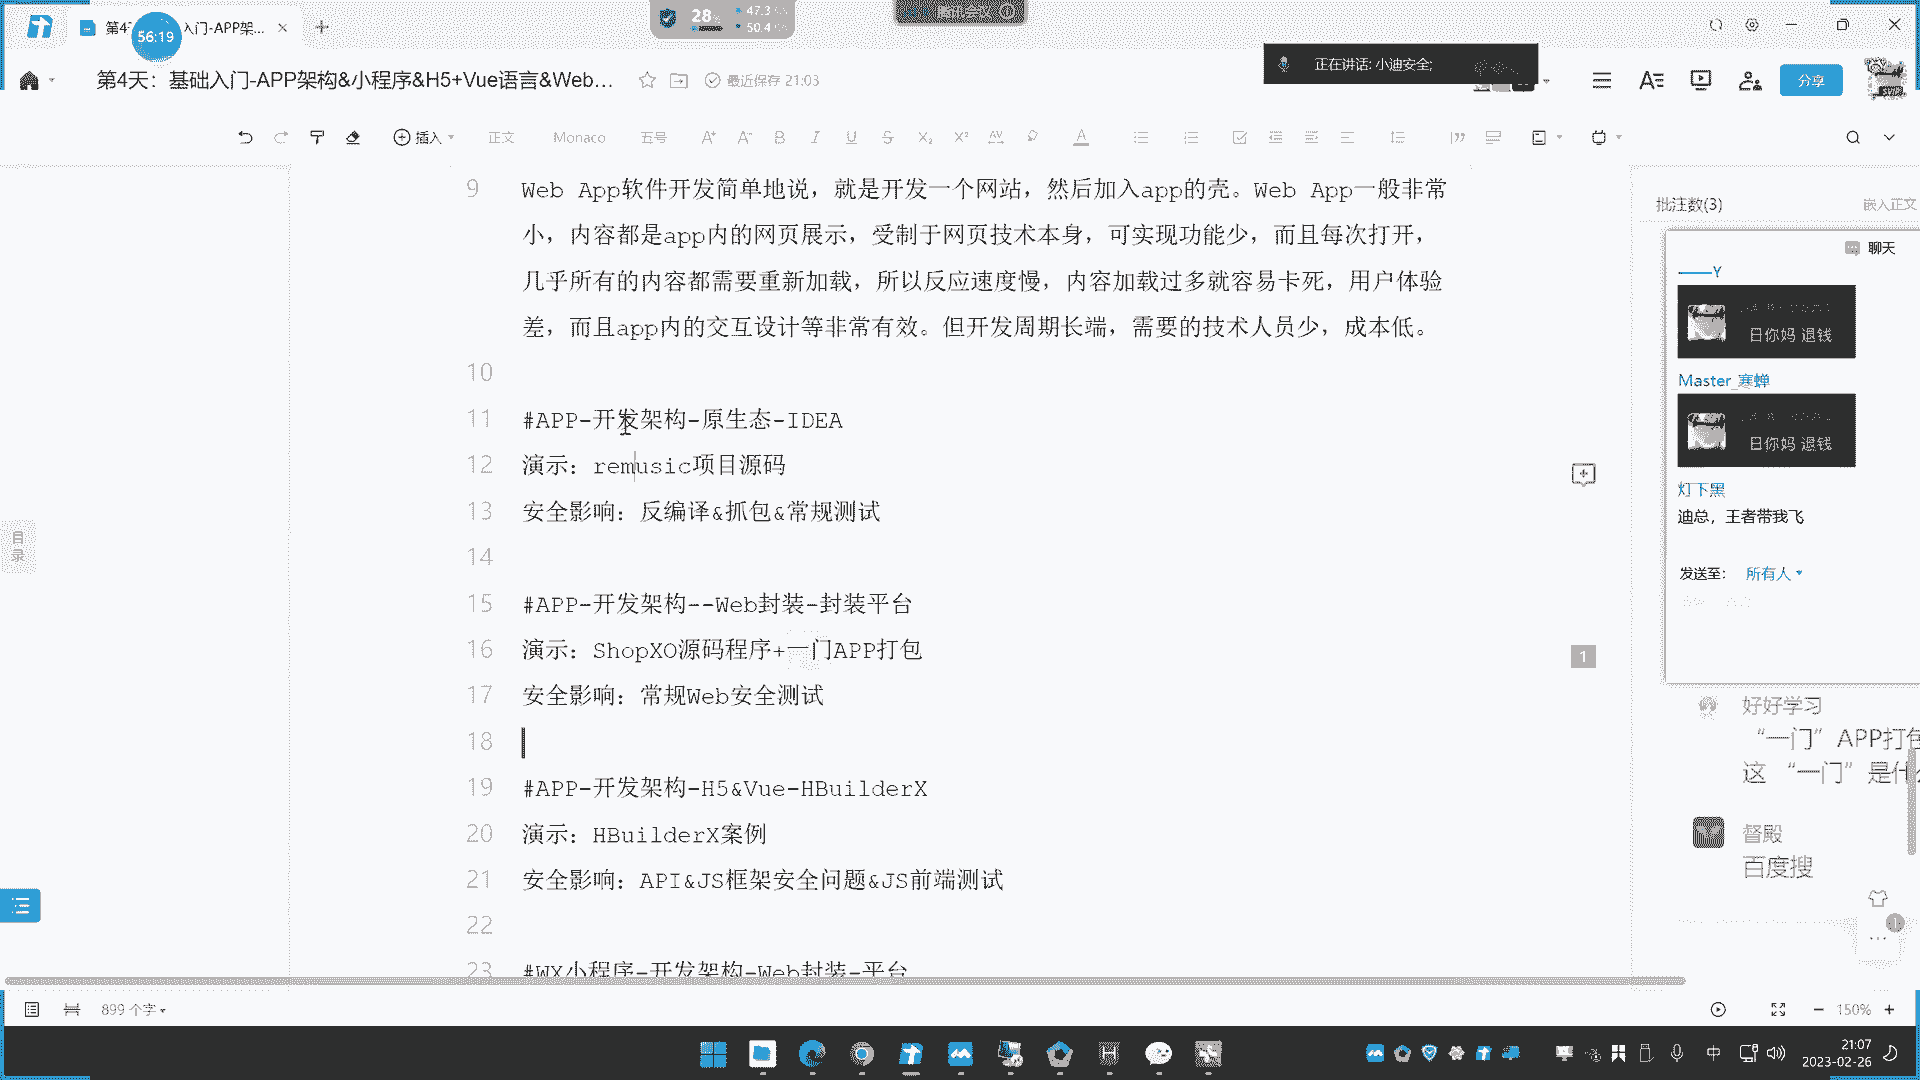 第4
入门-APP架...
56:19
28%
47.3
50.4
腾讯会议
第4天：基础入门-APP架构&小程序&H5+Vue语言&Web...
最近保存 21:03
正在讲话: 小迪安全;
分享
插入
正文
Monaco
五号
9 Web App软件开发简单地说，就是开发一个网站，然后加入app的壳。Web App一般非常
小，内容都是app内的网页展示，受制于网页技术本身，可实现功能少，而且每次打开，
几乎所有的内容都需要重新加载，所以反应速度慢，内容加载过多就容易卡死，用户体验
差，而且app内的交互设计等非常有效。但开发周期长端，需要的技术人员少，成本低。
10
11 #APP-开发架构-原生态-IDEA
12 演示：remusic项目源码
13 安全影响：反编译&抓包&常规测试
14
15 #APP-开发架构--Web封装-封装平台
16 演示：ShopXO源码程序+一门APP打包
17 安全影响：常规Web安全测试
18
19 #APP-开发架构-H5&Vue-HBuilderX
20 演示：HBuilderX案例
21 安全影响：API&JS框架安全问题&JS前端测试
22
23 #WX小程序-开发架构-Web封装-平台
1
目录
批注数(3)
嵌入正文
聊天
——Y
日你妈 退钱
Master_寒蝉
日你妈 退钱
灯下黑
迪总，王者带我飞
发送至：
所有人
好好学习
“一门”APP打包
这 “一门” 是什
督殿
百度搜
1
899 个字
150%
中
21:07
2023-02-26